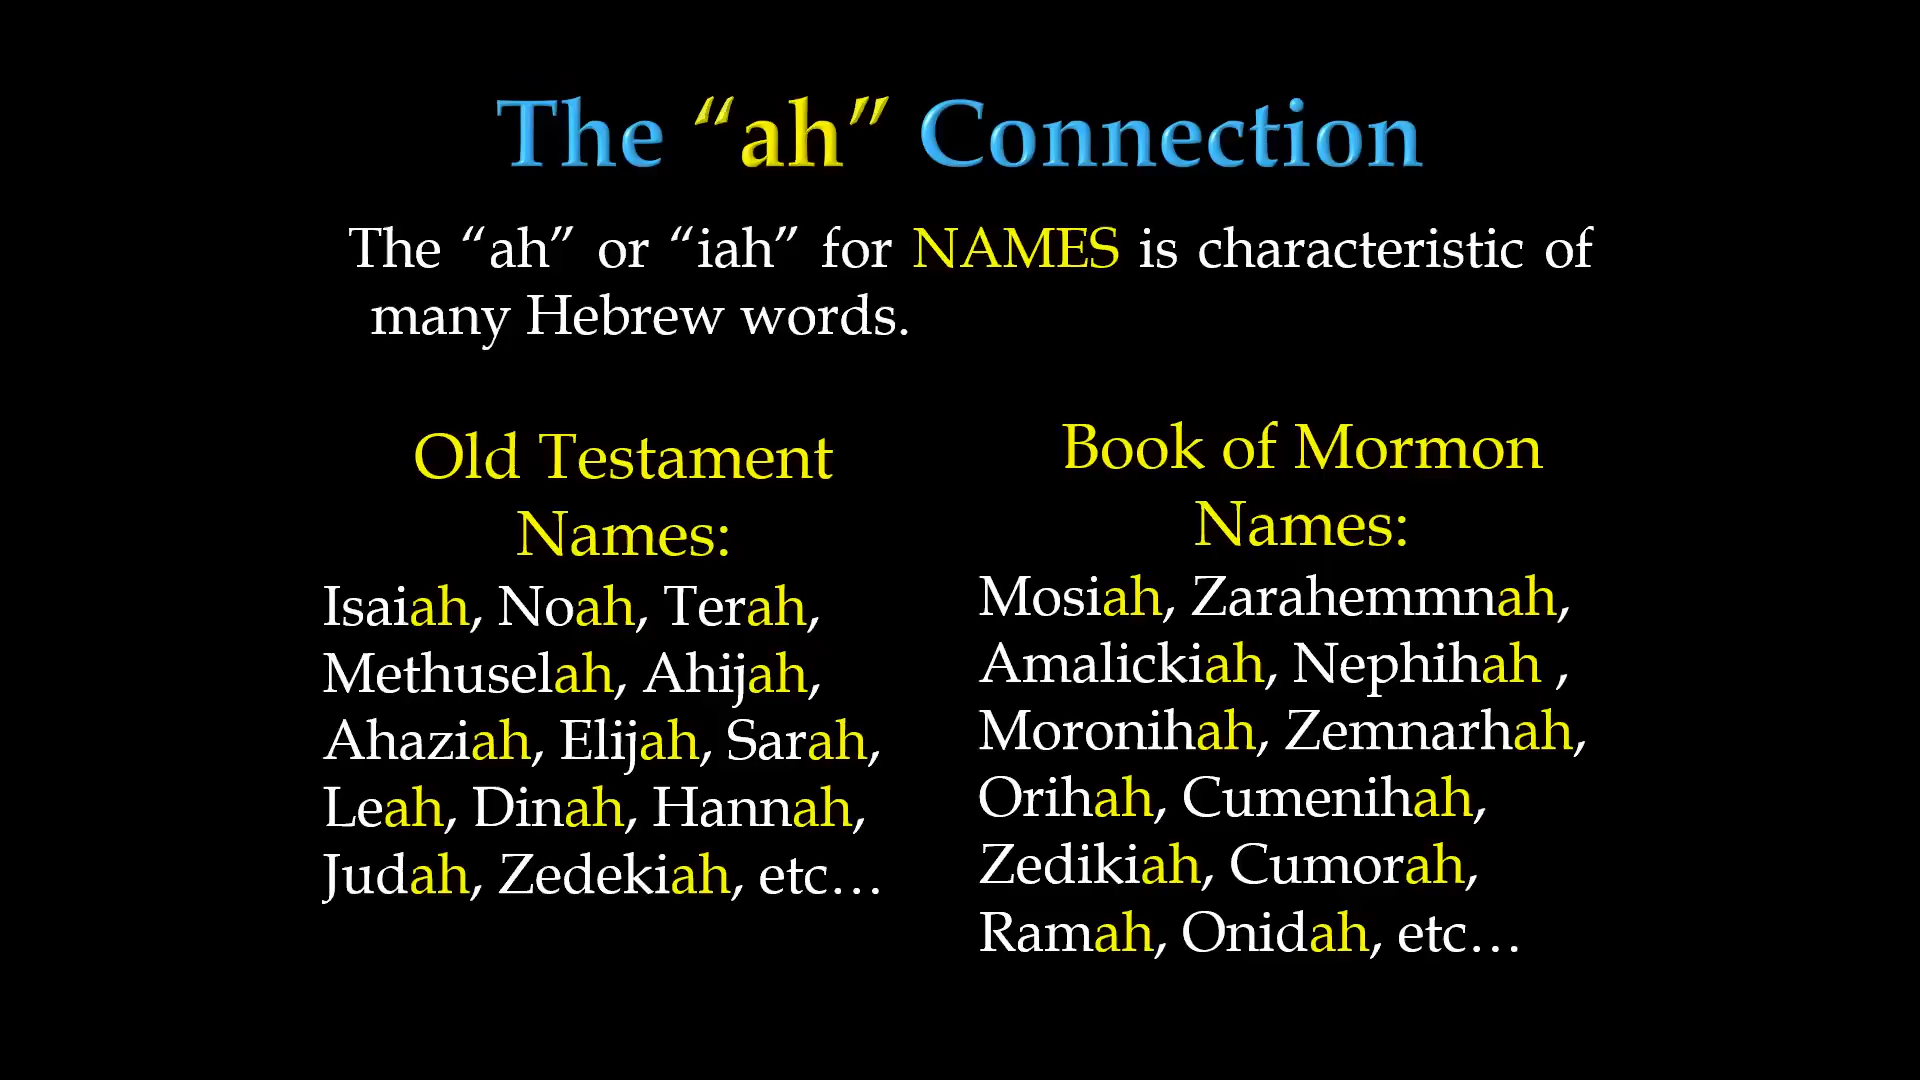 The “ah” Connection
The “ah” or “iah” for NAMES is characteristic of
many Hebrew words.
Old Testament
Names:
Isaiah, Noah, Terah,
Methuselah, Ahijah,
Ahaziah, Elijah, Sarah,
Leah, Dinah, Hannah,
Judah, Zedekiah, etc…
Book of Mormon
Names:
Mosiah, Zarahemmnah,
Amalickiah, Nephihah ,
Moronihah, Zemnarhah,
Orihah, Cumenihah,
Zedikiah, Cumorah,
Ramah, Onidah, etc…